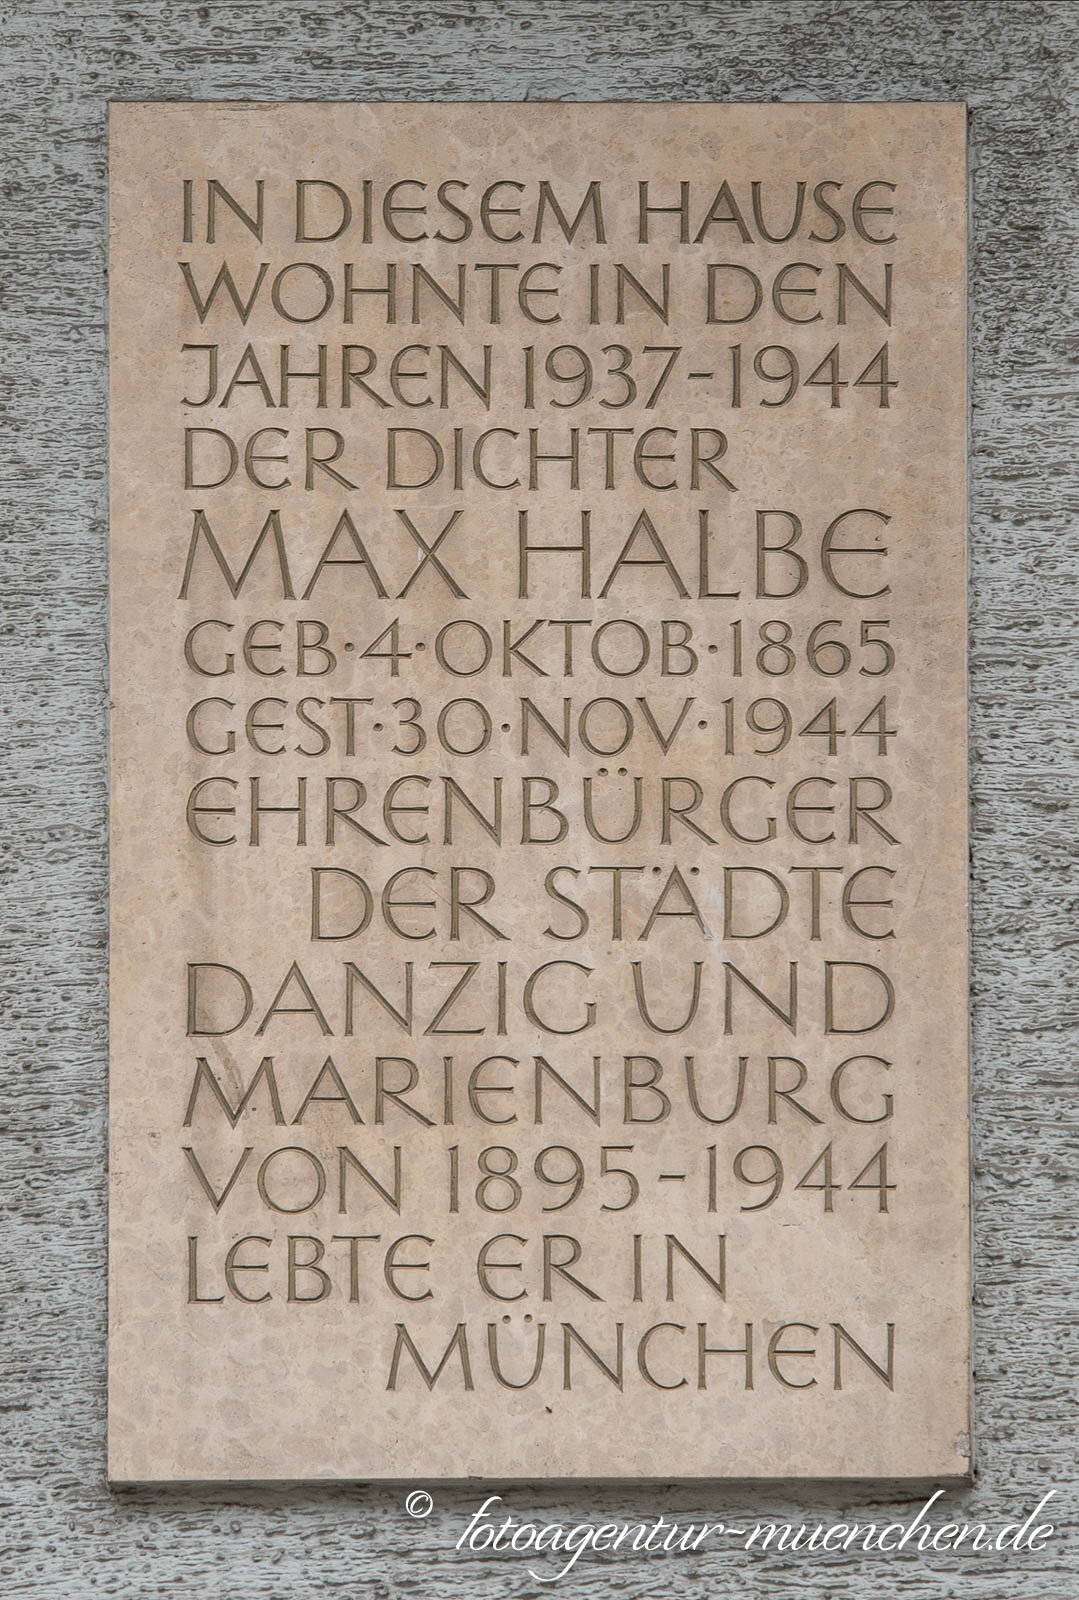 IN DIESEM HAUSE
WOHNTE IN DEN
JAHREN 1937-1944
DER DICHTER
MAX HALBE
GEB·4·OKTOB·1865
GEST·30·NOV·1944
EHRENBÜRGER
DER STÄDTE
DANZIG UND
MARIENBURG
VON 1895-1944
LEBTE ER IN
MÜNCHEN
© fotoagentur-muenchen.de